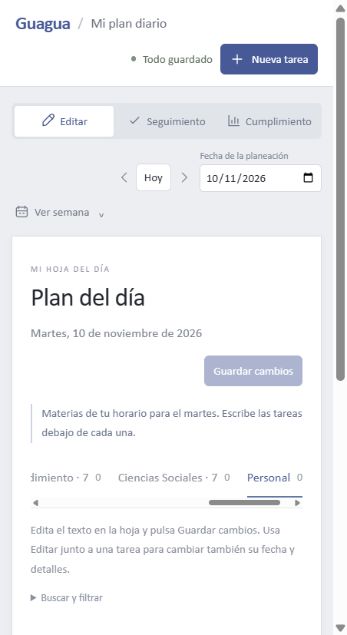 Guagua / Mi plan diario
Todo guardado
+ Nueva tarea
Editar
Seguimiento
Cumplimiento
Fecha de la planeación
Hoy
10/11/2026
Ver semana
MI HOJA DEL DÍA
Plan del día
Martes, 10 de noviembre de 2026
Guardar cambios
Materias de tu horario para el martes. Escribe las tareas
debajo de cada una.
dimiento · 7 0
Ciencias Sociales · 7 0
Personal 0
Edita el texto en la hoja y pulsa Guardar cambios. Usa
Editar junto a una tarea para cambiar también su fecha y
detalles.
Buscar y filtrar